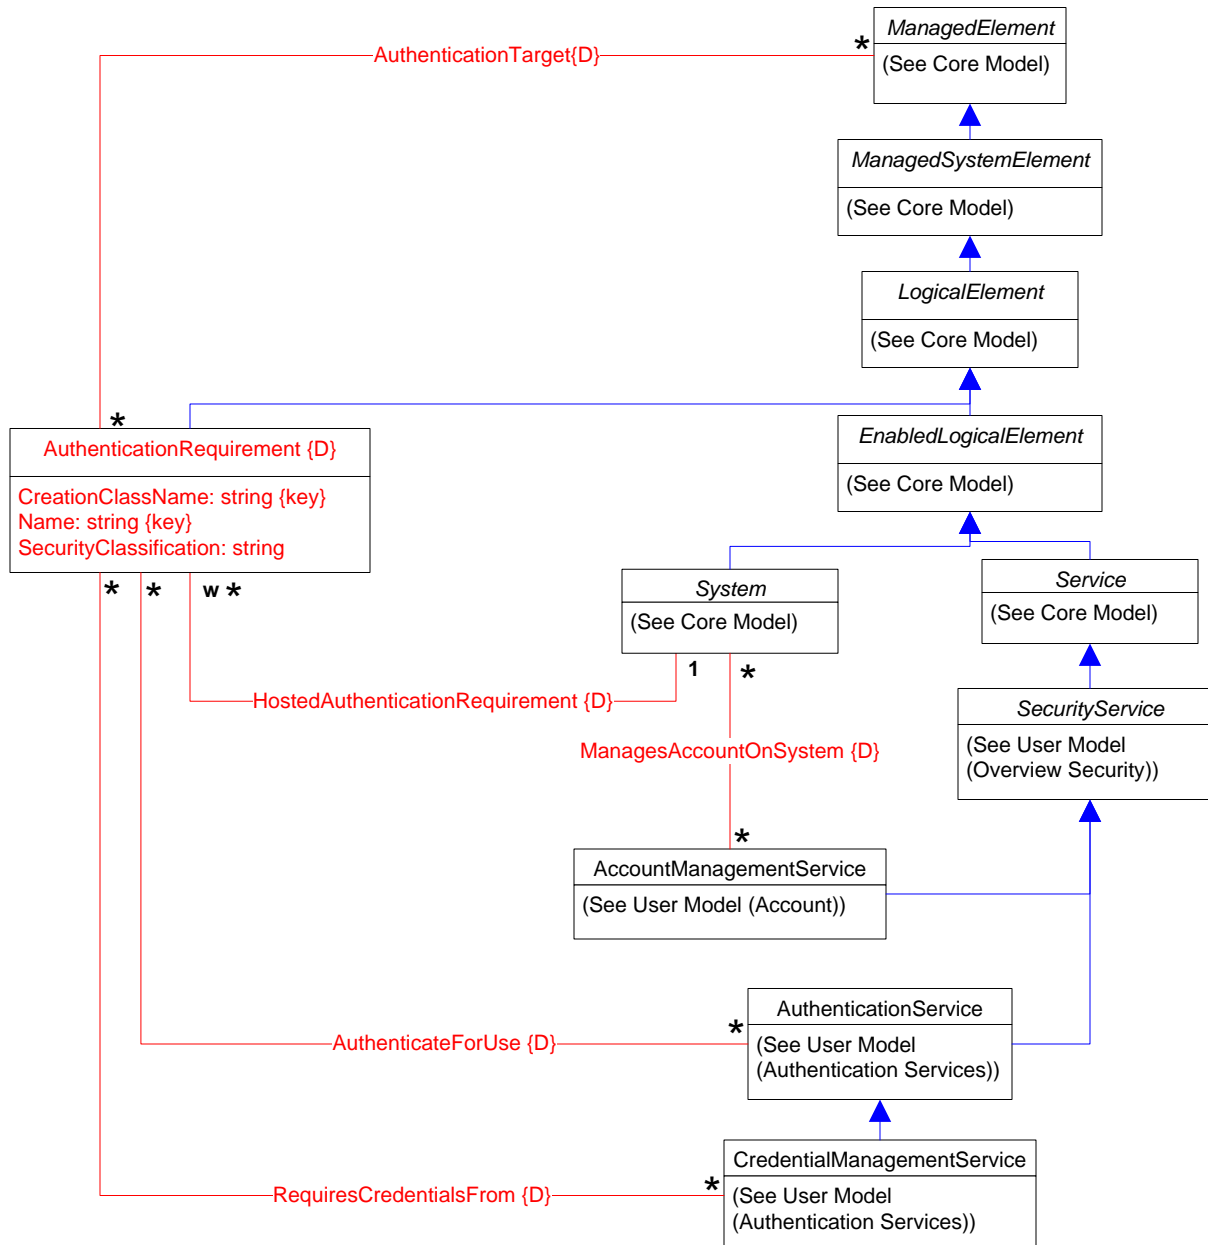 ManagedElement
(See Core Model)
*
AuthenticationTarget{D}
ManagedSystemElement
(See Core Model)
LogicalElement
(See Core Model)
*
AuthenticationRequirement {D}
CreationClassName: string {key}
Name: string {key}
SecurityClassification: string
*
*
w *
EnabledLogicalElement
(See Core Model)
System
(See Core Model)
1
*
Service
(See Core Model)
HostedAuthenticationRequirement {D}
SecurityService
(See User Model
(Overview Security))
ManagesAccountOnSystem {D}
*
AccountManagementService
(See User Model (Account))
AuthenticationService
(See User Model
(Authentication Services))
*
AuthenticateForUse {D}
CredentialManagementService
(See User Model
(Authentication Services))
*
RequiresCredentialsFrom {D}